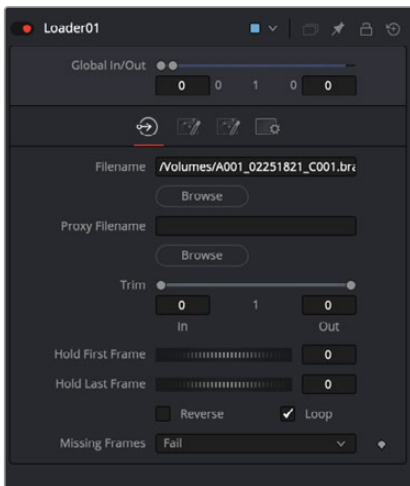 Loader01
Global In/Out
0 0 1 0 0
Filename /Volumes/A001_02251821_C001.bra
Browse
Proxy Filename
Browse
Trim
0 1 0
In Out
Hold First Frame 0
Hold Last Frame 0
Reverse Loop
Missing Frames Fail